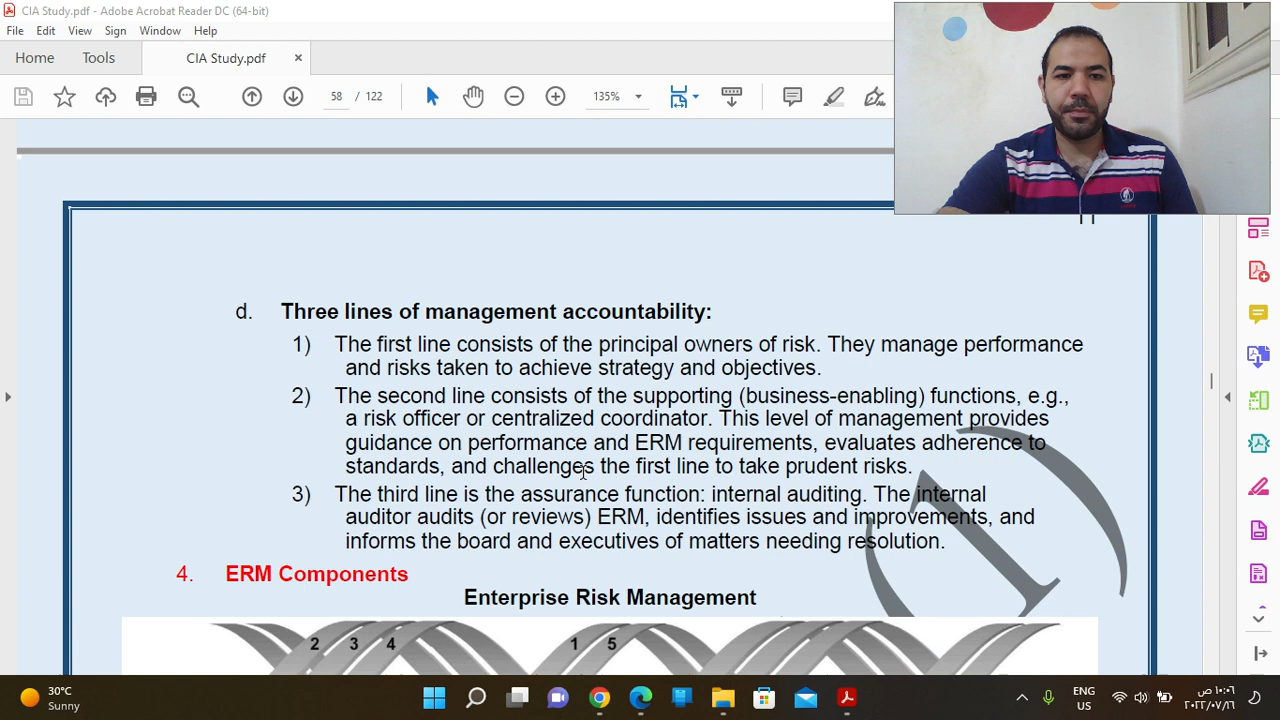 CIA Study.pdf - Adobe Acrobat Reader DC (64-bit)
File Edit View Sign Window Help
Home Tools CIA Study.pdf ×
58 / 122 135%
d. Three lines of management accountability:
1) The first line consists of the principal owners of risk. They manage performance
and risks taken to achieve strategy and objectives.
2) The second line consists of the supporting (business-enabling) functions, e.g.,
a risk officer or centralized coordinator. This level of management provides
guidance on performance and ERM requirements, evaluates adherence to
standards, and challenges the first line to take prudent risks.
3) The third line is the assurance function: internal auditing. The internal
auditor audits (or reviews) ERM, identifies issues and improvements, and
informs the board and executives of matters needing resolution.
4. ERM Components
Enterprise Risk Management
2 3 4 1 5
30°C
Sunny
ENG
US
١٠:٠٦ ص
٢٠٢٢/٠٧/١٦